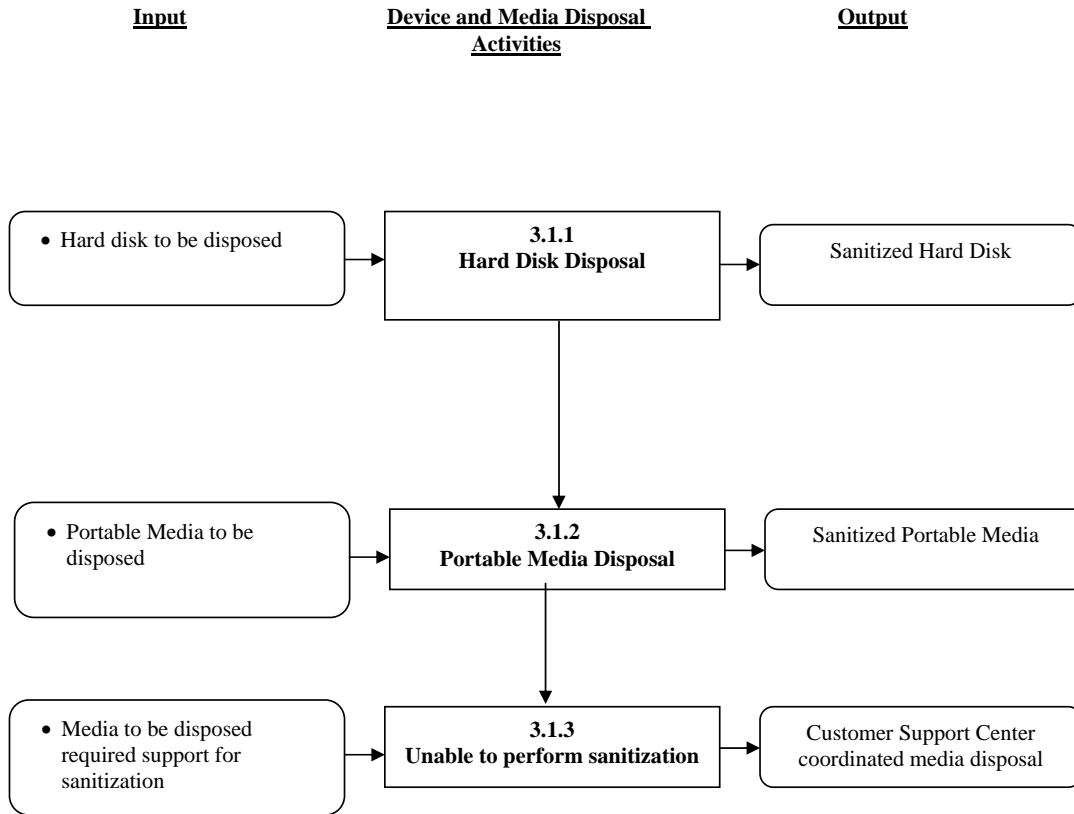 Input
Device and Media Disposal
Activities
Output
• Hard disk to be disposed
3.1.1
Hard Disk Disposal
Sanitized Hard Disk
• Portable Media to be
disposed
3.1.2
Portable Media Disposal
Sanitized Portable Media
• Media to be disposed
required support for
sanitization
3.1.3
Unable to perform sanitization
Customer Support Center
coordinated media disposal